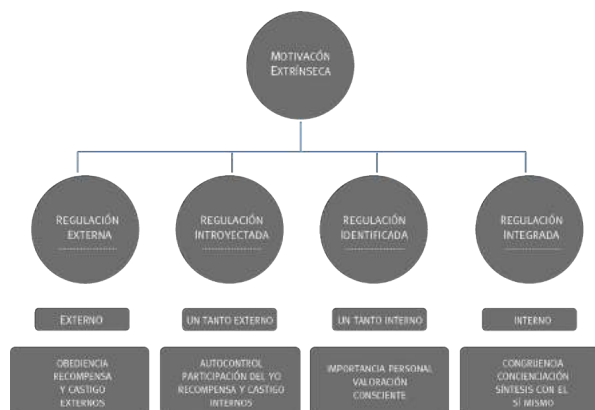 MOTIVACÓN
EXTRÍNSECA
REGULACIÓN
EXTERNA
REGULACIÓN
INTROYECTADA
REGULACIÓN
IDENTIFICADA
REGULACIÓN
INTEGRADA
EXTERNO
UN TANTO EXTERNO
UN TANTO INTERNO
INTERNO
OBEDIENCIA
RECOMPENSA
Y CASTIGO
EXTERNOS
AUTOCONTROL
PARTICIPACIÓN DEL YO
RECOMPENSA Y CASTIGO
INTERNOS
IMPORTANCIA PERSONAL
VALORACIÓN
CONSCIENTE
CONGRUENCIA
CONCIENCIACIÓN
SÍNTESIS CON EL
SÍ MISMO